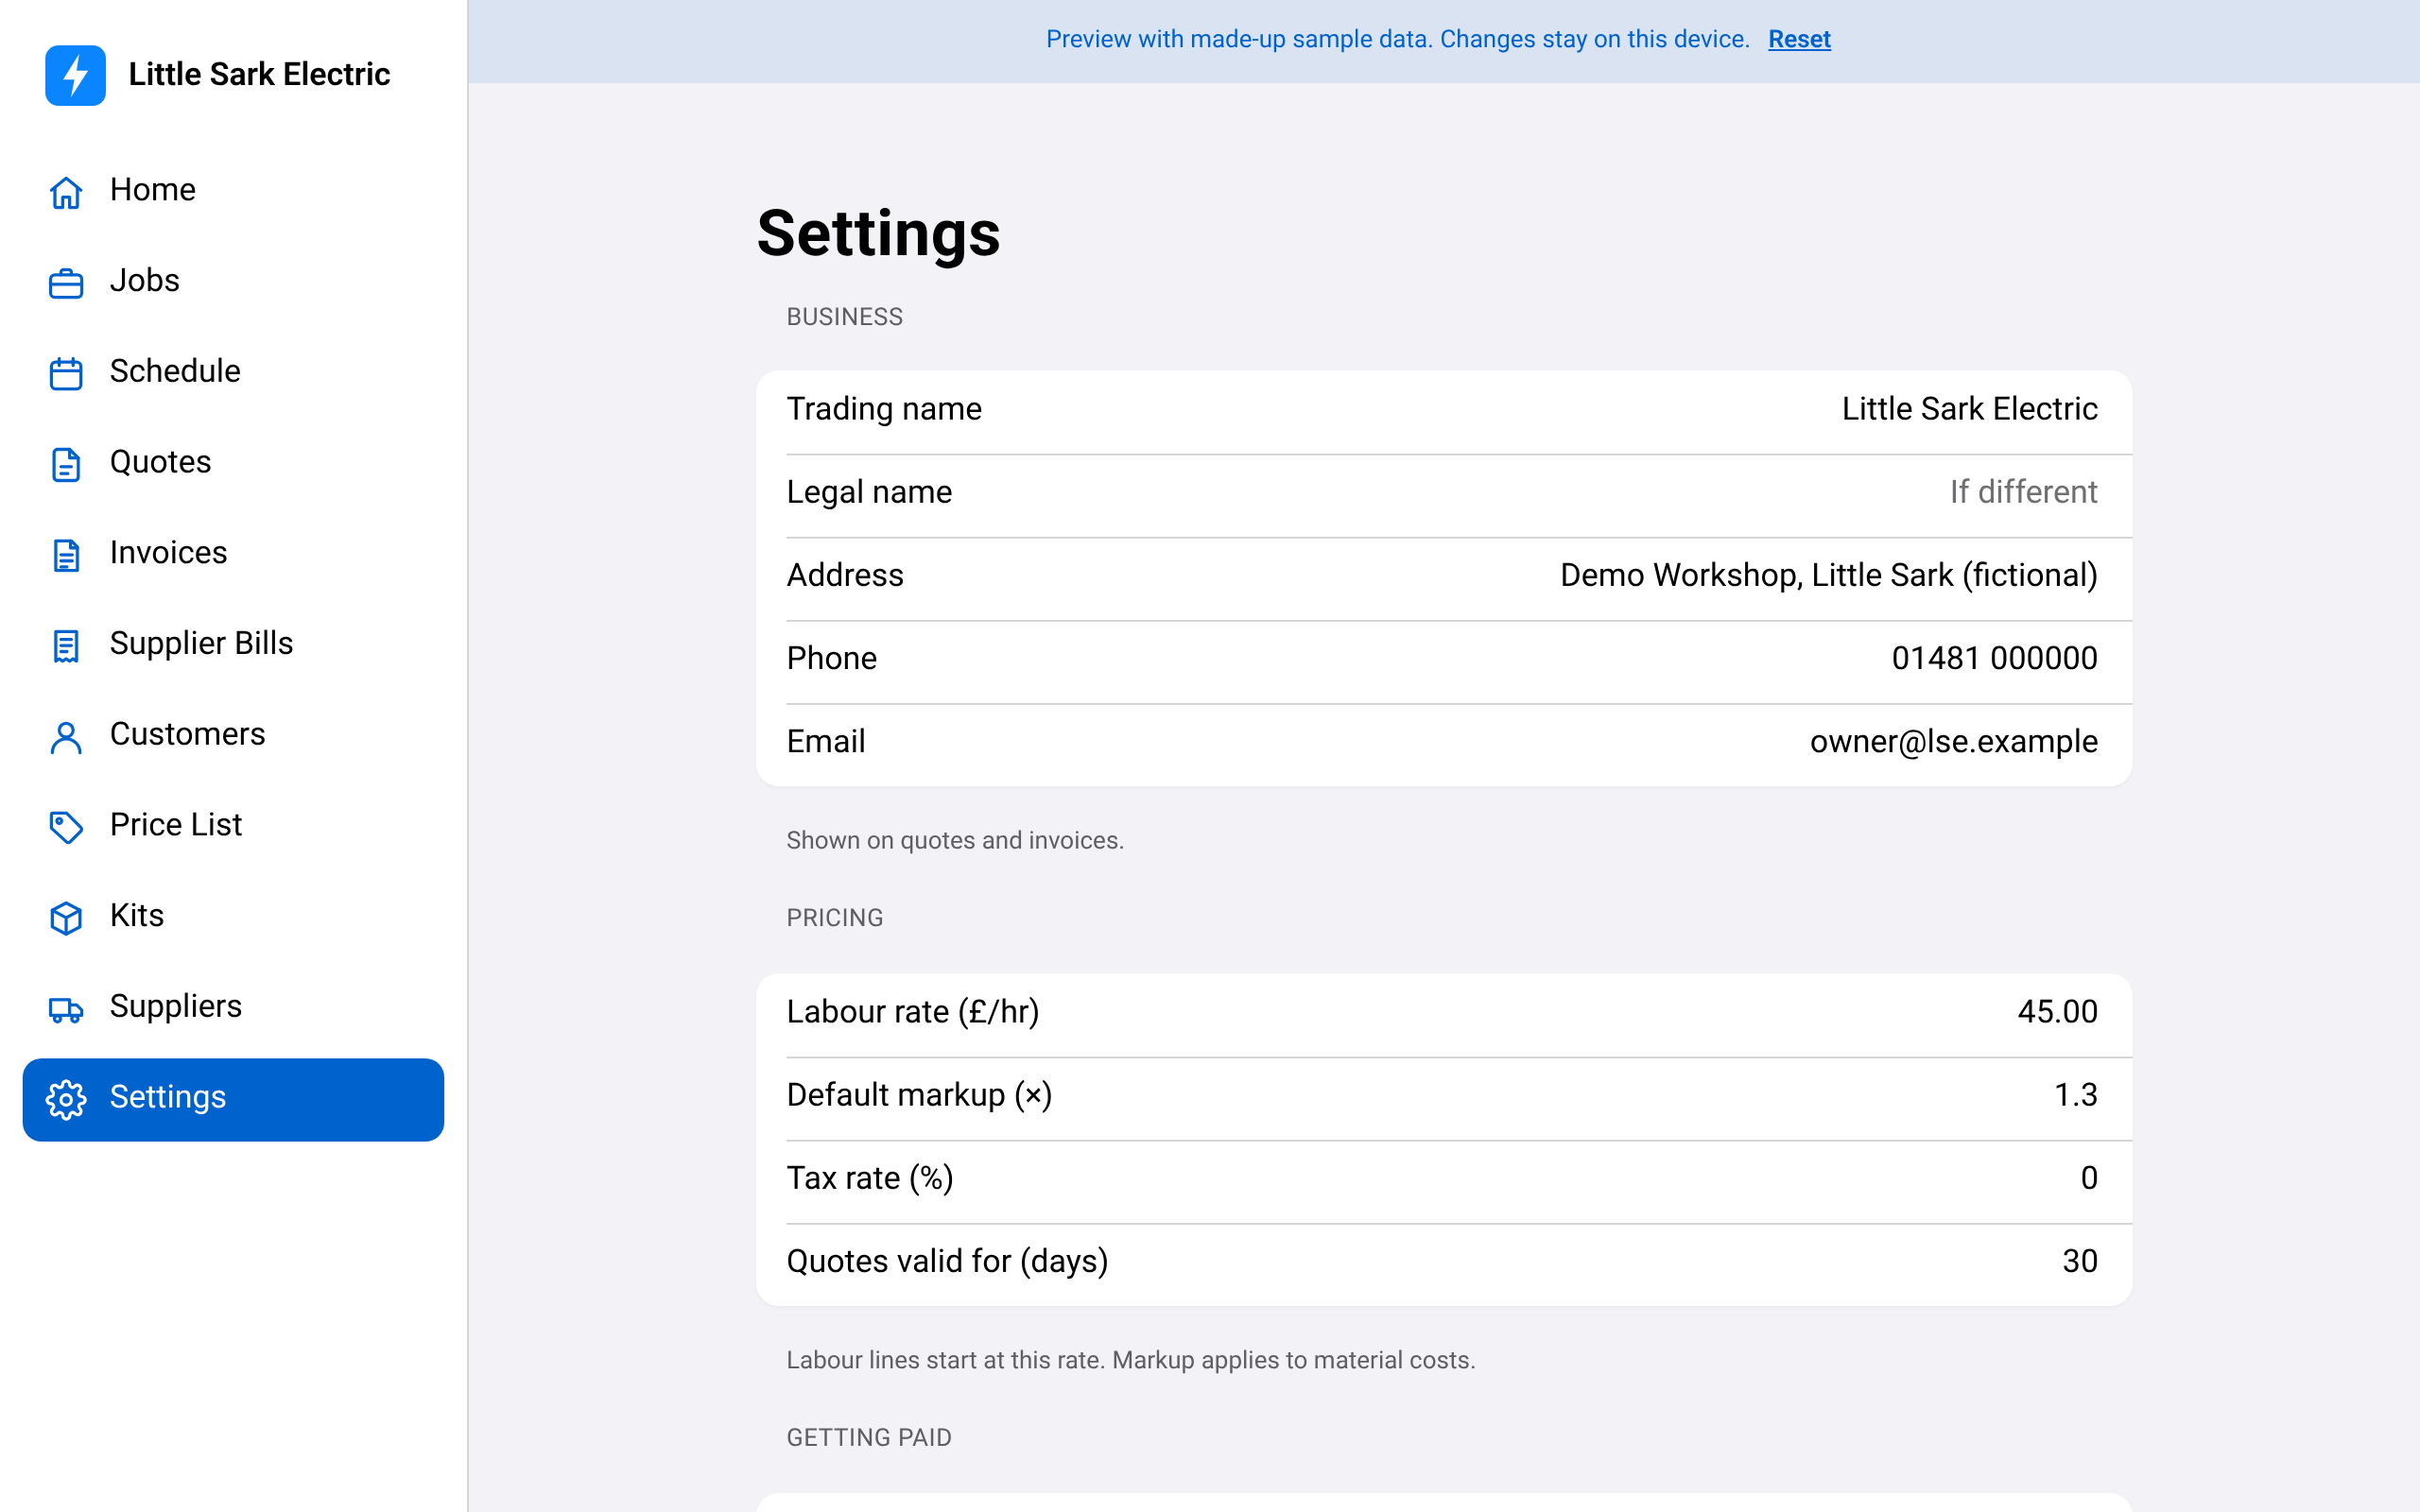 Little Sark Electric
Home
Jobs
Schedule
Quotes
Invoices
Supplier Bills
Customers
Price List
Kits
Suppliers
Settings
Preview with made-up sample data. Changes stay on this device. Reset
Settings
BUSINESS
Trading name Little Sark Electric
Legal name If different
Address Demo Workshop, Little Sark (fictional)
Phone 01481 000000
Email owner@lse.example
Shown on quotes and invoices.
PRICING
Labour rate (£/hr) 45.00
Default markup (×) 1.3
Tax rate (%) 0
Quotes valid for (days) 30
Labour lines start at this rate. Markup applies to material costs.
GETTING PAID